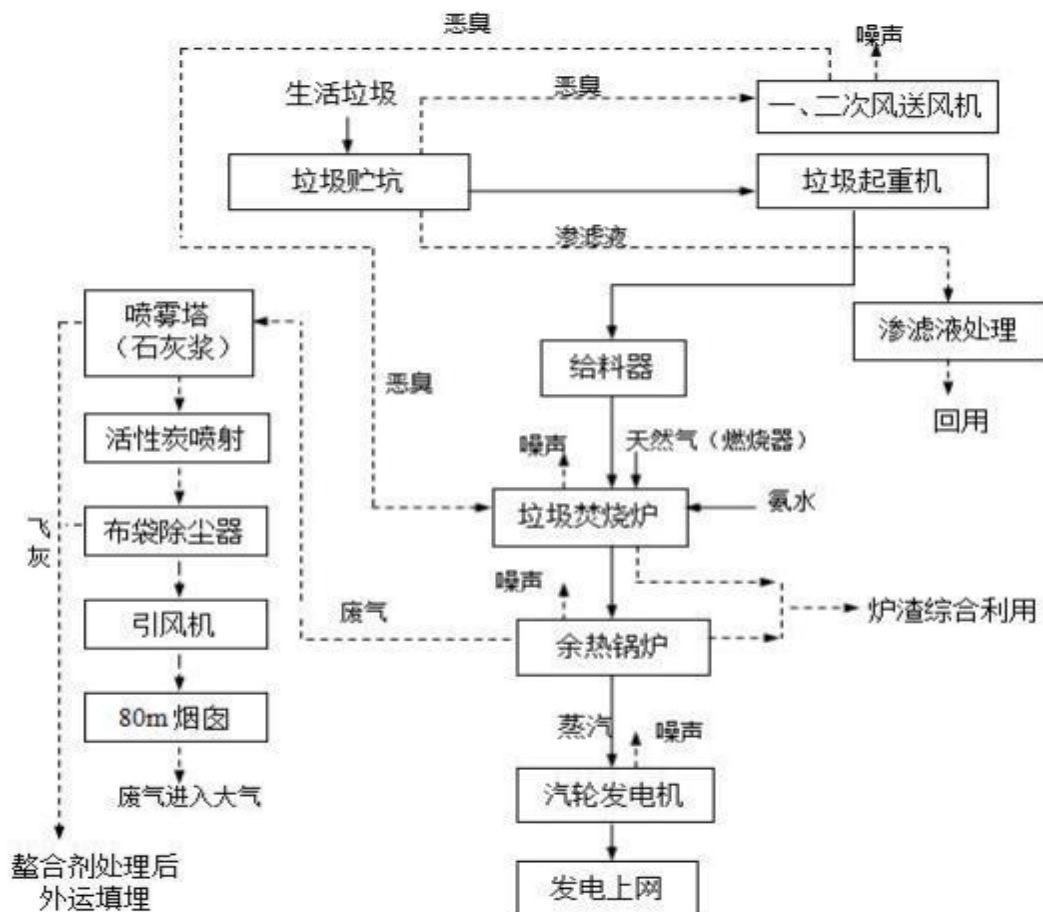 恶臭
噪声
生活垃圾
恶臭
一、二次风送风机
垃圾贮坑
垃圾起重机
渗滤液
喷雾塔
（石灰浆）
渗滤液处理
给料器
恶臭
回用
活性炭喷射
噪声
天然气（燃烧器）
垃圾焚烧炉
氨水
飞灰
布袋除尘器
噪声
炉渣综合利用
引风机
废气
余热锅炉
80m 烟囱
蒸汽
噪声
汽轮发电机
废气进入大气
螯合剂处理后
外运填埋
发电上网